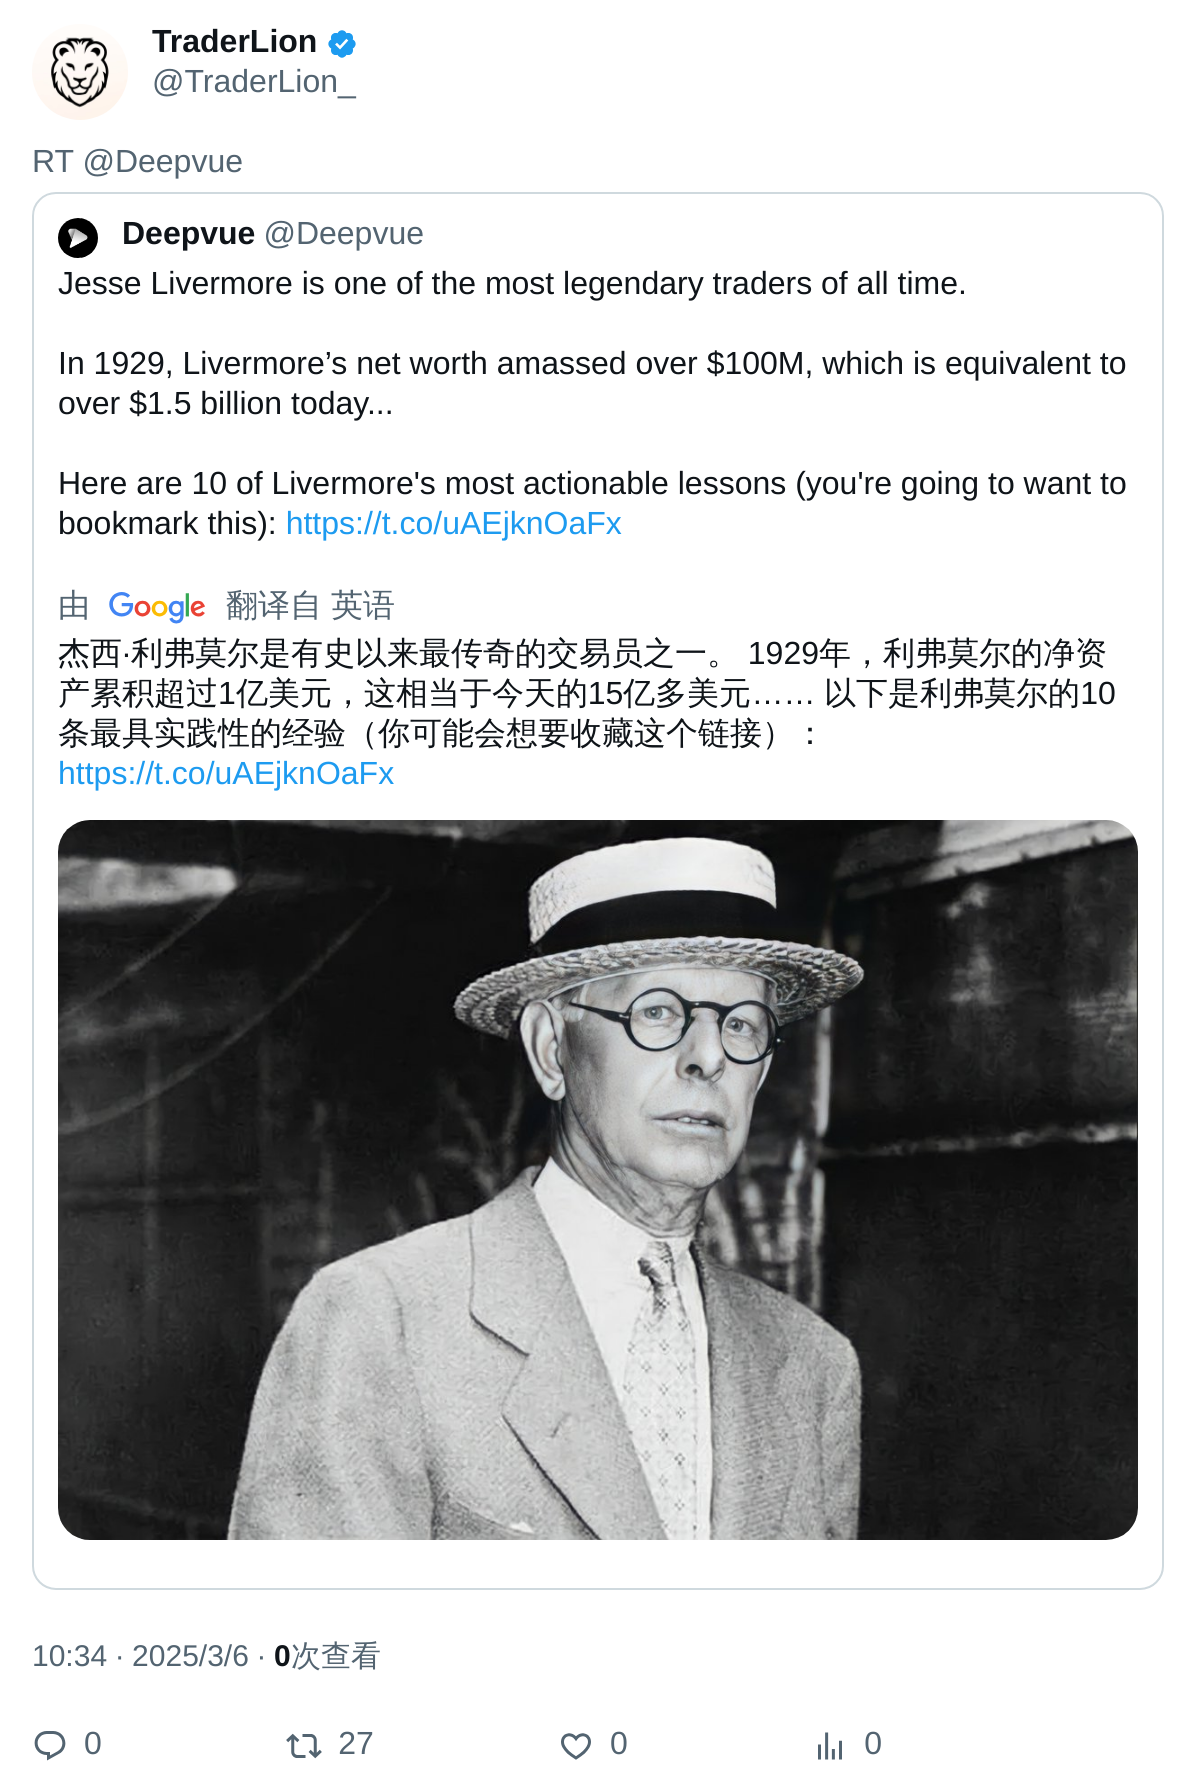 TraderLion
@TraderLion_
RT @Deepvue
Deepvue @Deepvue
Jesse Livermore is one of the most legendary traders of all time.
In 1929, Livermore’s net worth amassed over $100M, which is equivalent to
over $1.5 billion today...
Here are 10 of Livermore's most actionable lessons (you're going to want to
bookmark this): https://t.co/uAEjknOaFx
由 Google 翻译自 英语
杰西·利弗莫尔是有史以来最传奇的交易员之一。 1929年，利弗莫尔的净资
产累积超过1亿美元，这相当于今天的15亿多美元…… 以下是利弗莫尔的10
条最具实践性的经验（你可能会想要收藏这个链接）：
https://t.co/uAEjknOaFx
10:34 · 2025/3/6 · 0次查看
0 27 0 0